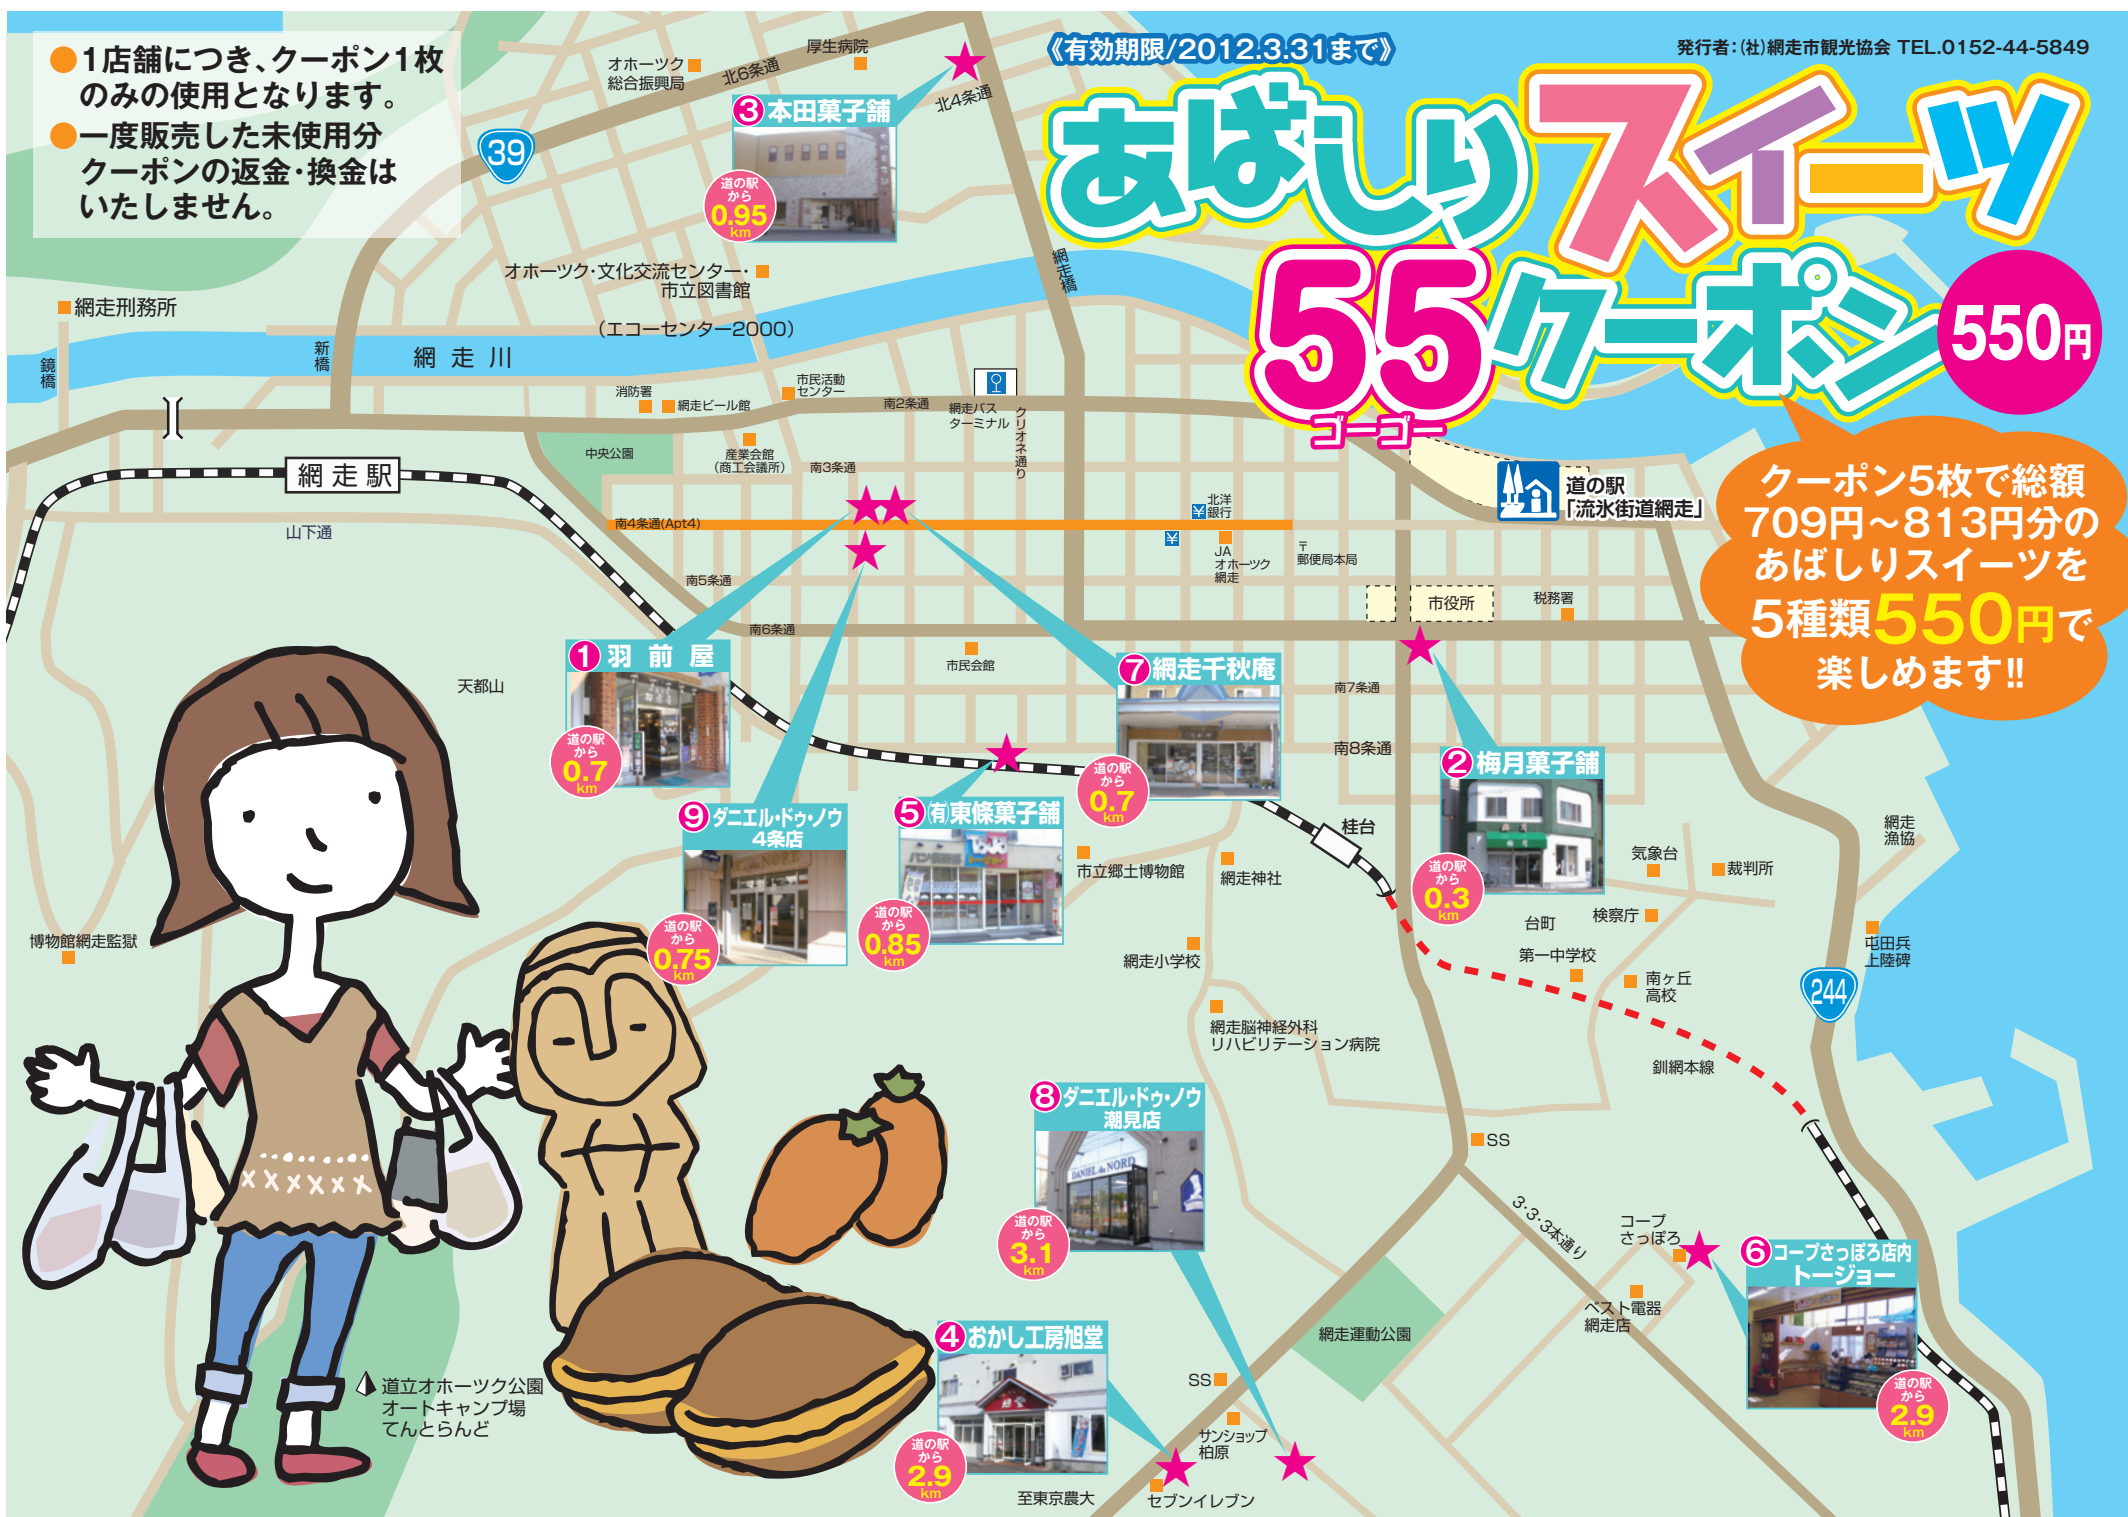 ●1店舗につき、クーポン1枚
のみの使用となります。
●一度販売した未使用分
クーポンの返金・換金は
いたしません。
《有効期限/2012.3.31まで》
発行者：(社)網走市観光協会 TEL.0152-44-5849
あばしりスイーツ
55クーポン
ゴーゴー
550円
クーポン5枚で総額
709円～813円分の
あばしりスイーツを
5種類550円で
楽しめます!!
オホーツク
総合振興局
厚生病院
北6条通
北4条通
39
3 本田菓子舗
道の駅
から
0.95
km
網走橋
オホーツク・文化交流センター・
市立図書館
（エコーセンター2000）
網走刑務所
鏡橋
新橋
網走川
消防署
網走ビール館
市民活動
センター
南2条通
網走バス
ターミナル
クリオネ通り
中央公園
産業会館
（商工会議所）
南3条通
網走駅
山下通
南4条通(Apt4)
北洋
銀行
JA
オホーツク
網走
〒
郵便局本局
道の駅
「流氷街道網走」
南5条通
市役所
税務署
南6条通
市民会館
南7条通
南8条通
天都山
1 羽前屋
道の駅
から
0.7
km
7 網走千秋庵
道の駅
から
0.7
km
2 梅月菓子舗
道の駅
から
0.3
km
9 ダニエル・ドゥ・ノウ
4条店
DANIEL du NORD
道の駅
から
0.75
km
5 (有)東條菓子舗
ToJo
道の駅
から
0.85
km
桂台
市立郷土博物館
網走神社
気象台
裁判所
網走
漁協
台町
検察庁
第一中学校
南ヶ丘
高校
屯田兵
上陸碑
244
網走小学校
網走脳神経外科
リハビリテーション病院
釧網本線
博物館網走監獄
8 ダニエル・ドゥ・ノウ
潮見店
DANIEL du NORD
道の駅
から
3.1
km
SS
3・3・3本通り
コープ
さっぽろ
6 コープさっぽろ店内
トージョー
道の駅
から
2.9
km
ベスト電器
網走店
網走運動公園
4 おかし工房旭堂
旭堂
道の駅
から
2.9
km
SS
サンショップ
柏原
セブンイレブン
至東京農大
道立オホーツク公園
オートキャンプ場
てんとらんど